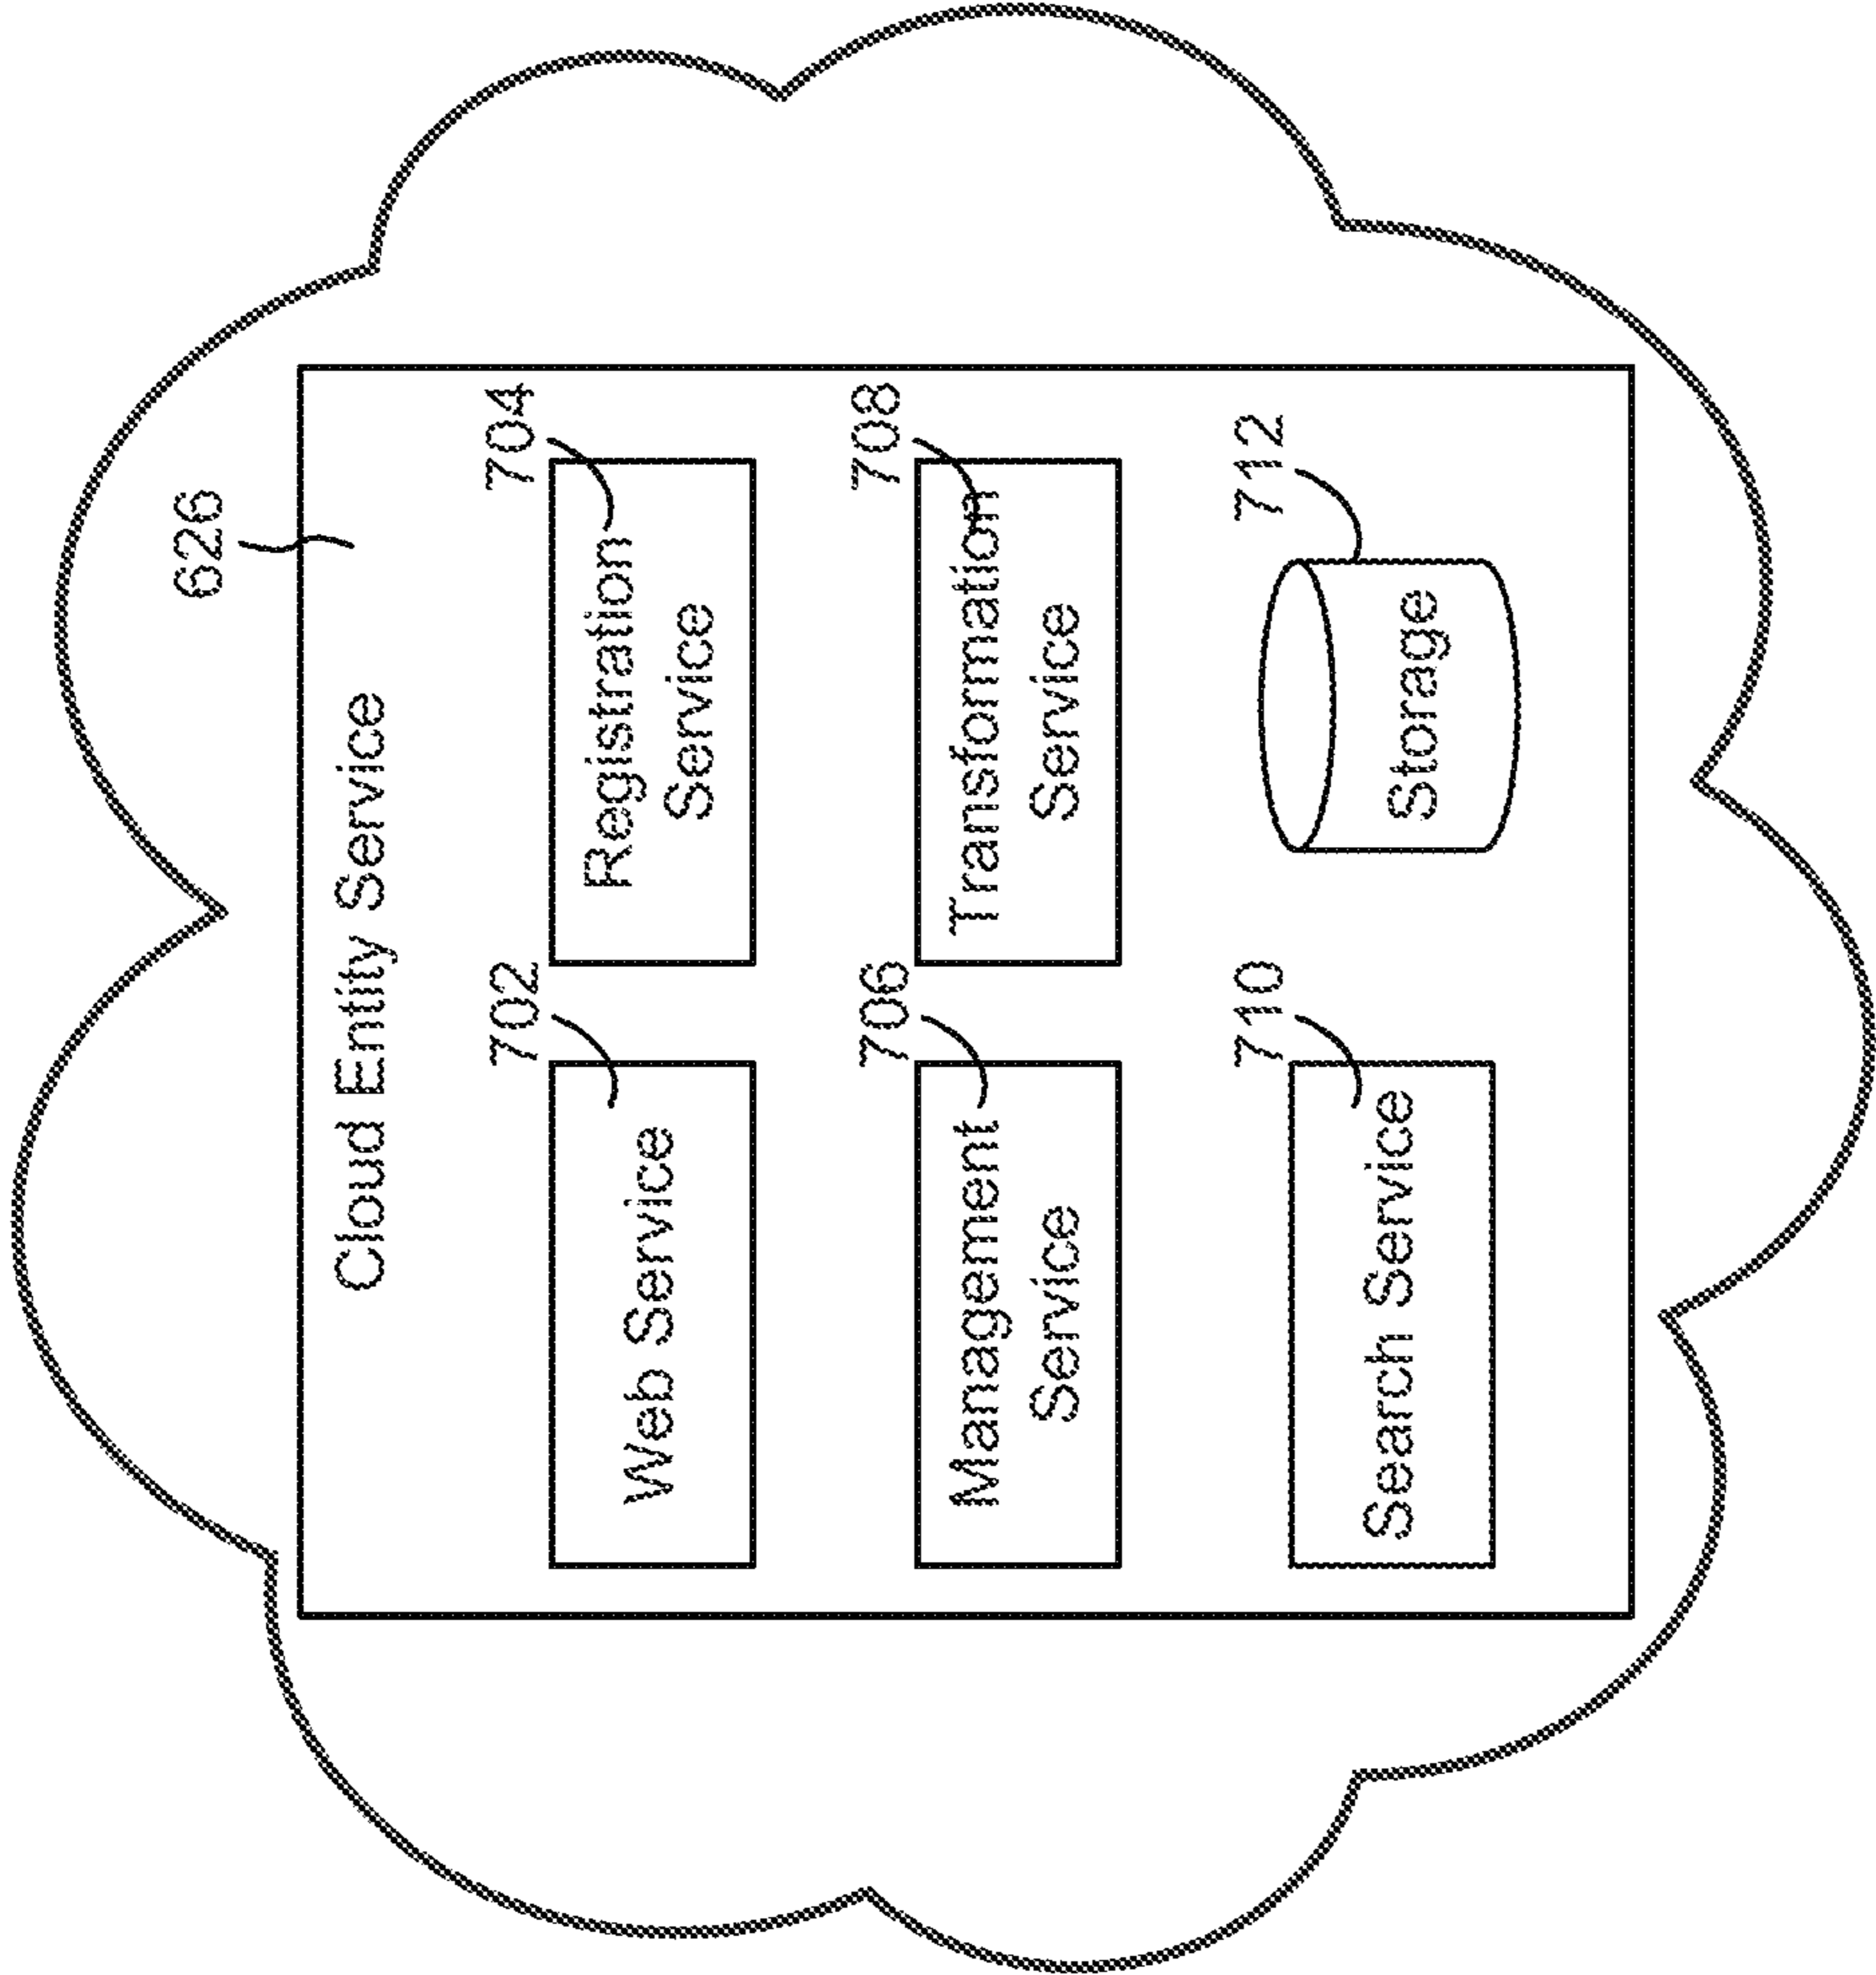 626
Cloud Entity Service
702
Web Service
704
Registration
Service
706
Management
Service
708
Transformation
Service
710
Search Service
712
Storage